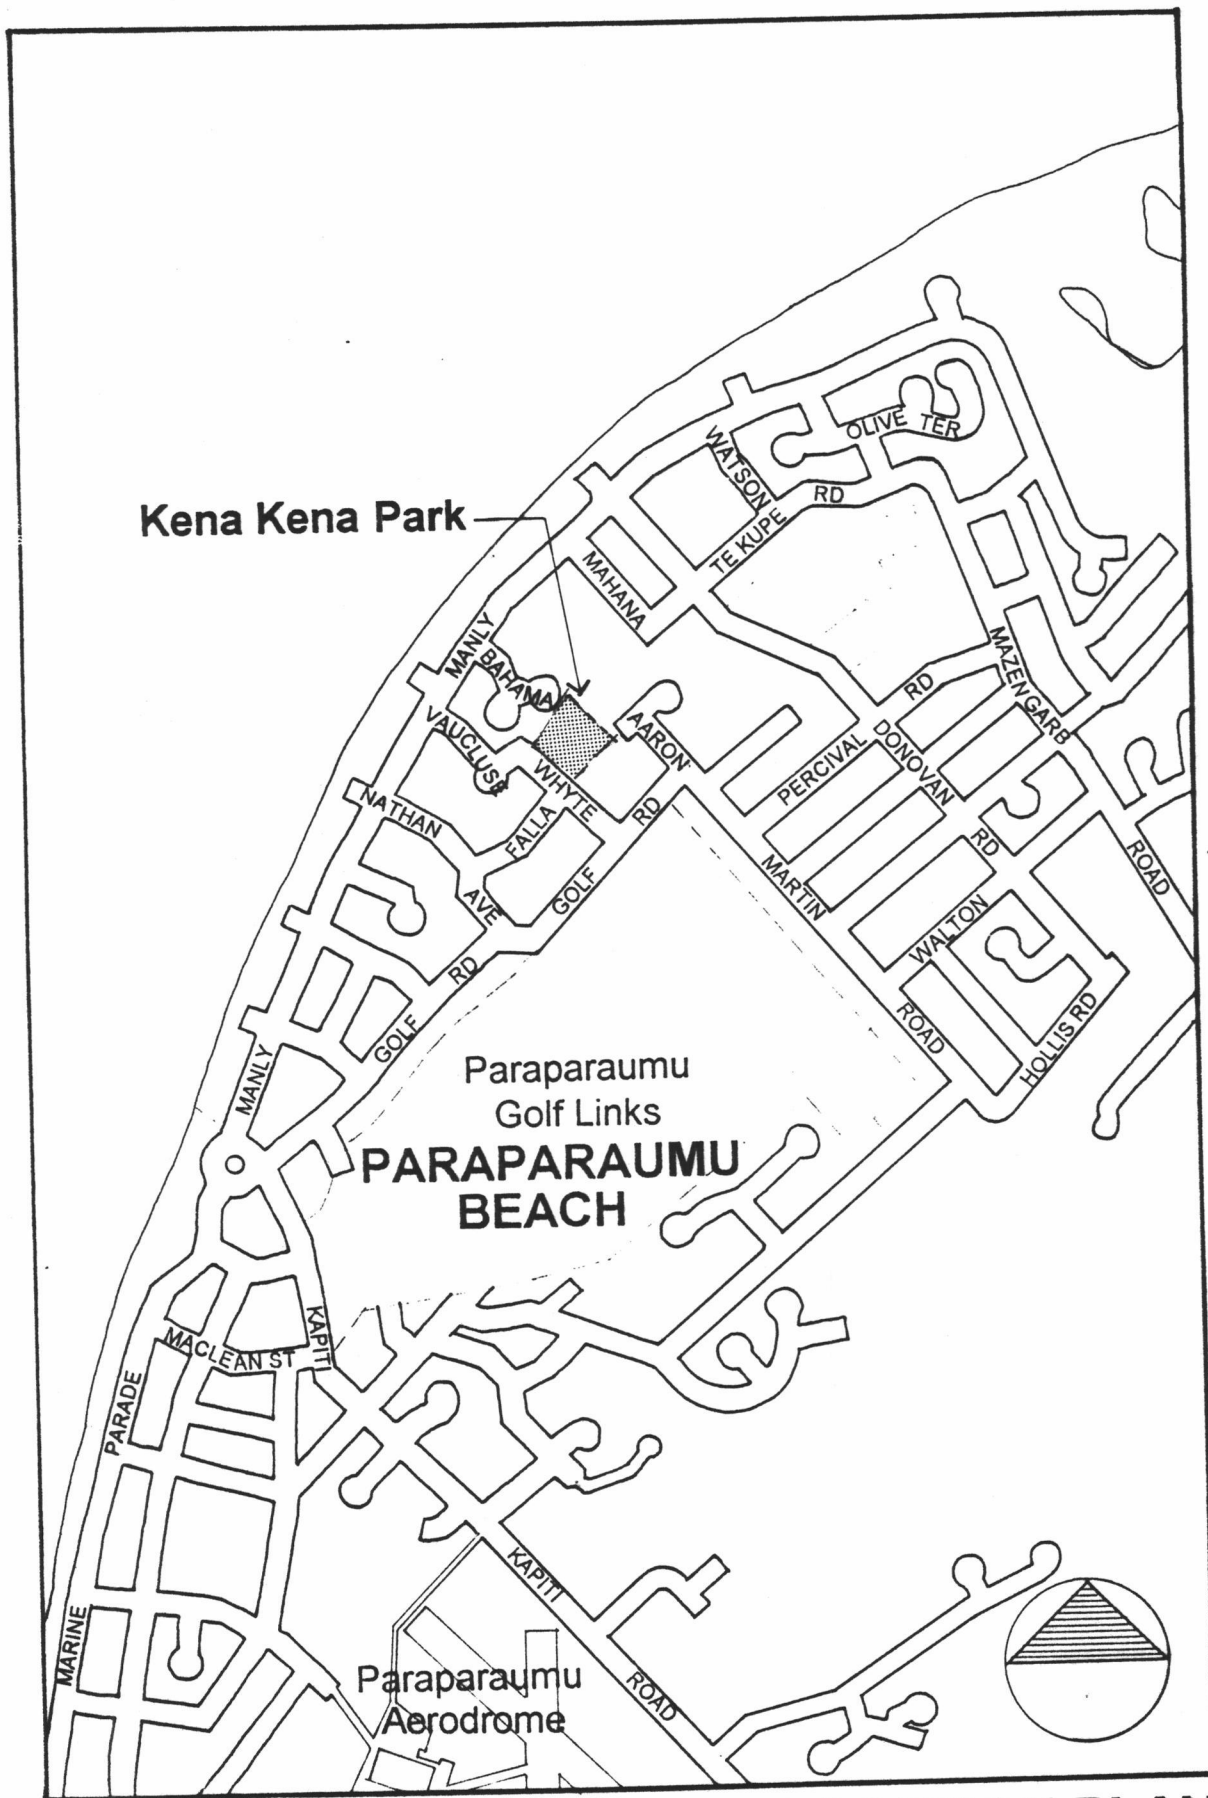 Kena Kena Park
OLIVE TER
WATSON
RD
TE KUPE
MAHANA
MANLY
BAHAMA
MAZENGARB
RD
VAUCLUSE
AARON
PERCIVAL
DONOVAN
WHYTE
NATHAN
FALLA
RD
RD
ROAD
GOLF
MARTIN
AVE
WALTON
RD
GOLF
ROAD
HOLLIS RD
MANLY
Paraparaumu
Golf Links
PARAPARAUMU
BEACH
KAPITI
MACLEAN ST
PARADE
KAPITI
MARINE
ROAD
Paraparaumu
Aerodrome